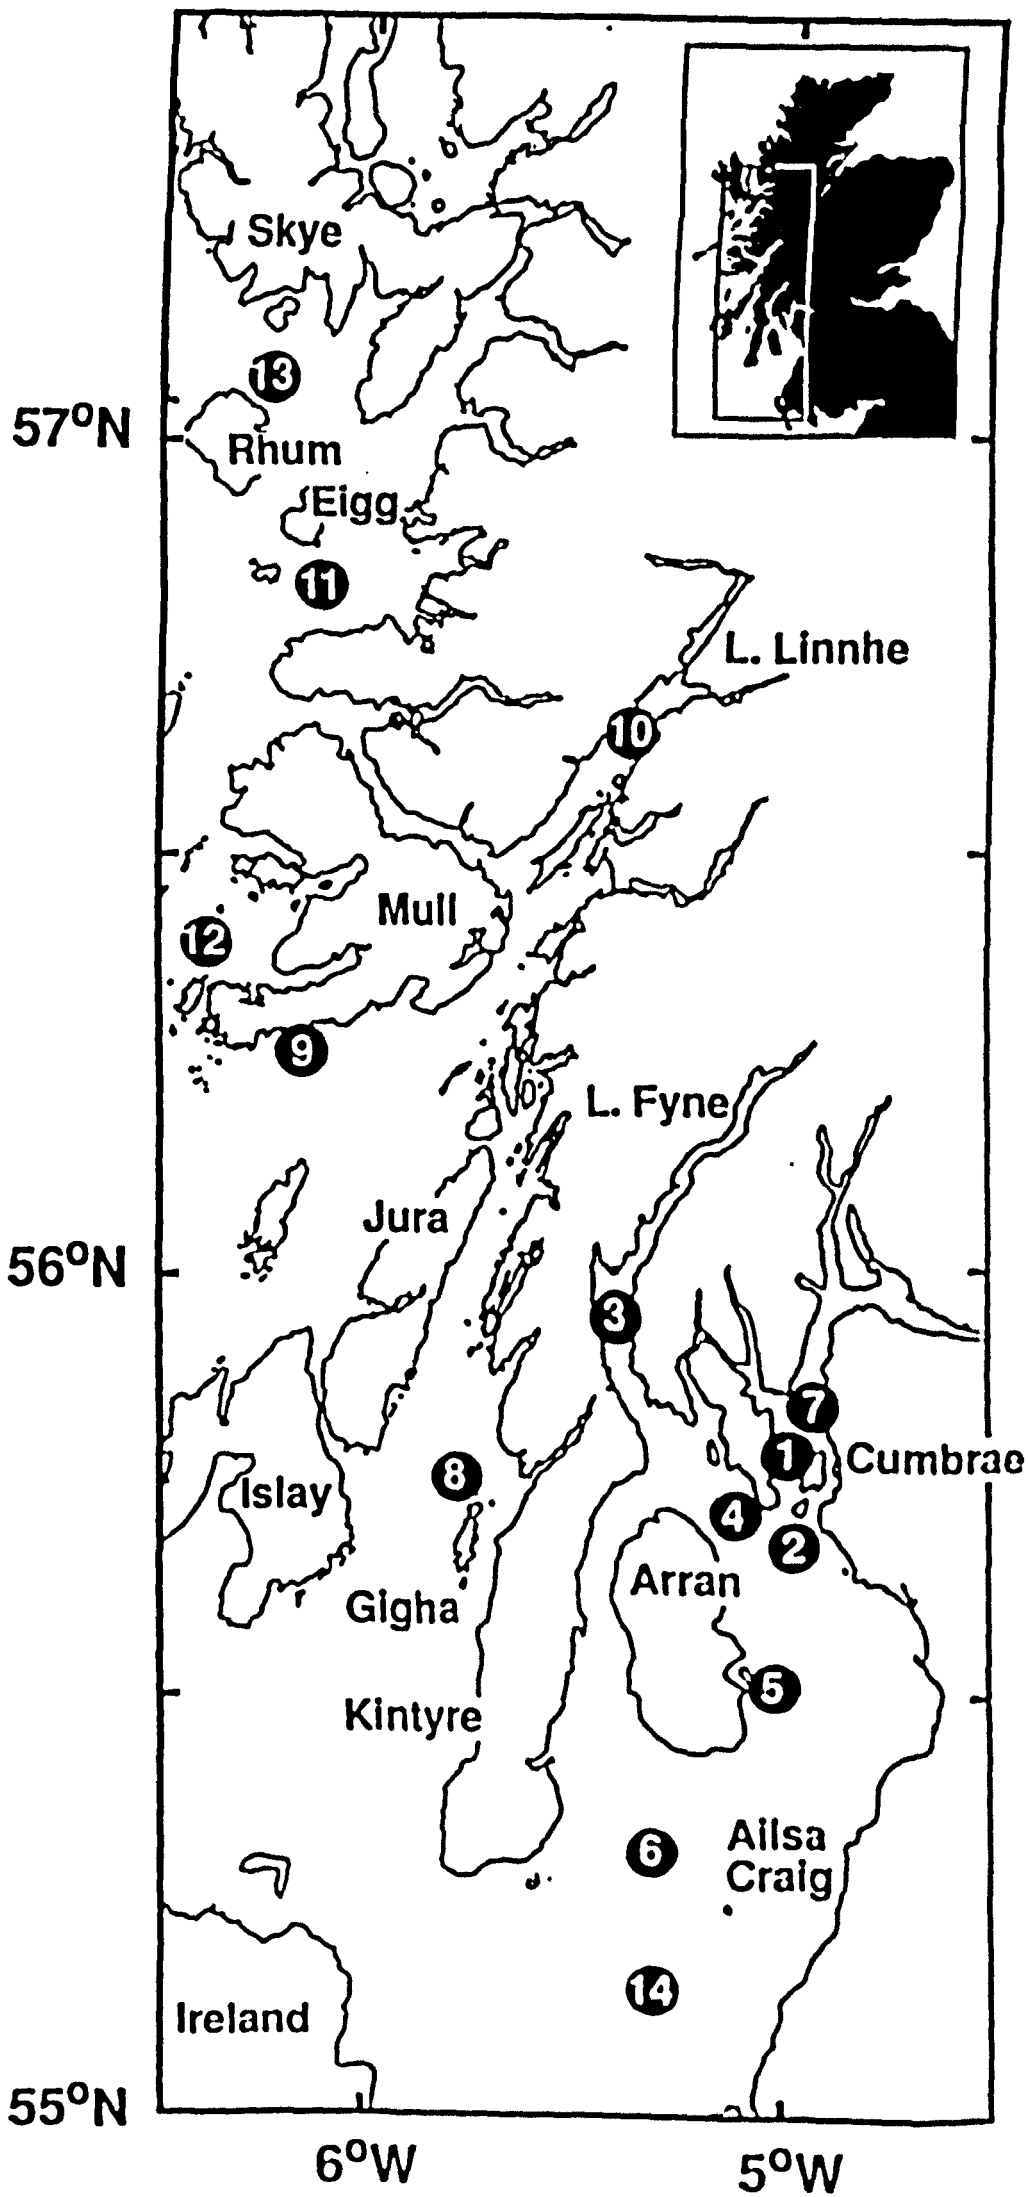 Skye
13
57°N
Rhum
Eigg
11
L. Linnhe
10
Mull
12
9
L. Fyne
Jura
56°N
3
7
1
Cumbrae
8
Islay
4
2
Arran
Gigha
5
Kintyre
6
Ailsa
Craig
14
Ireland
55°N
6°W
5°W